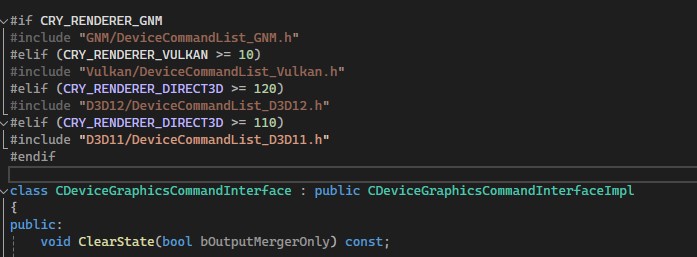 #if CRY_RENDERER_GNM
#include "GNM/DeviceCommandList_GNM.h"
#elif (CRY_RENDERER_VULKAN >= 10)
#include "Vulkan/DeviceCommandList_Vulkan.h"
#elif (CRY_RENDERER_DIRECT3D >= 120)
#include "D3D12/DeviceCommandList_D3D12.h"
#elif (CRY_RENDERER_DIRECT3D >= 110)
#include "D3D11/DeviceCommandList_D3D11.h"
#endif
class CDeviceGraphicsCommandInterface : public CDeviceGraphicsCommandInterfaceImpl
{
public:
    void ClearState(bool bOutputMergerOnly) const;